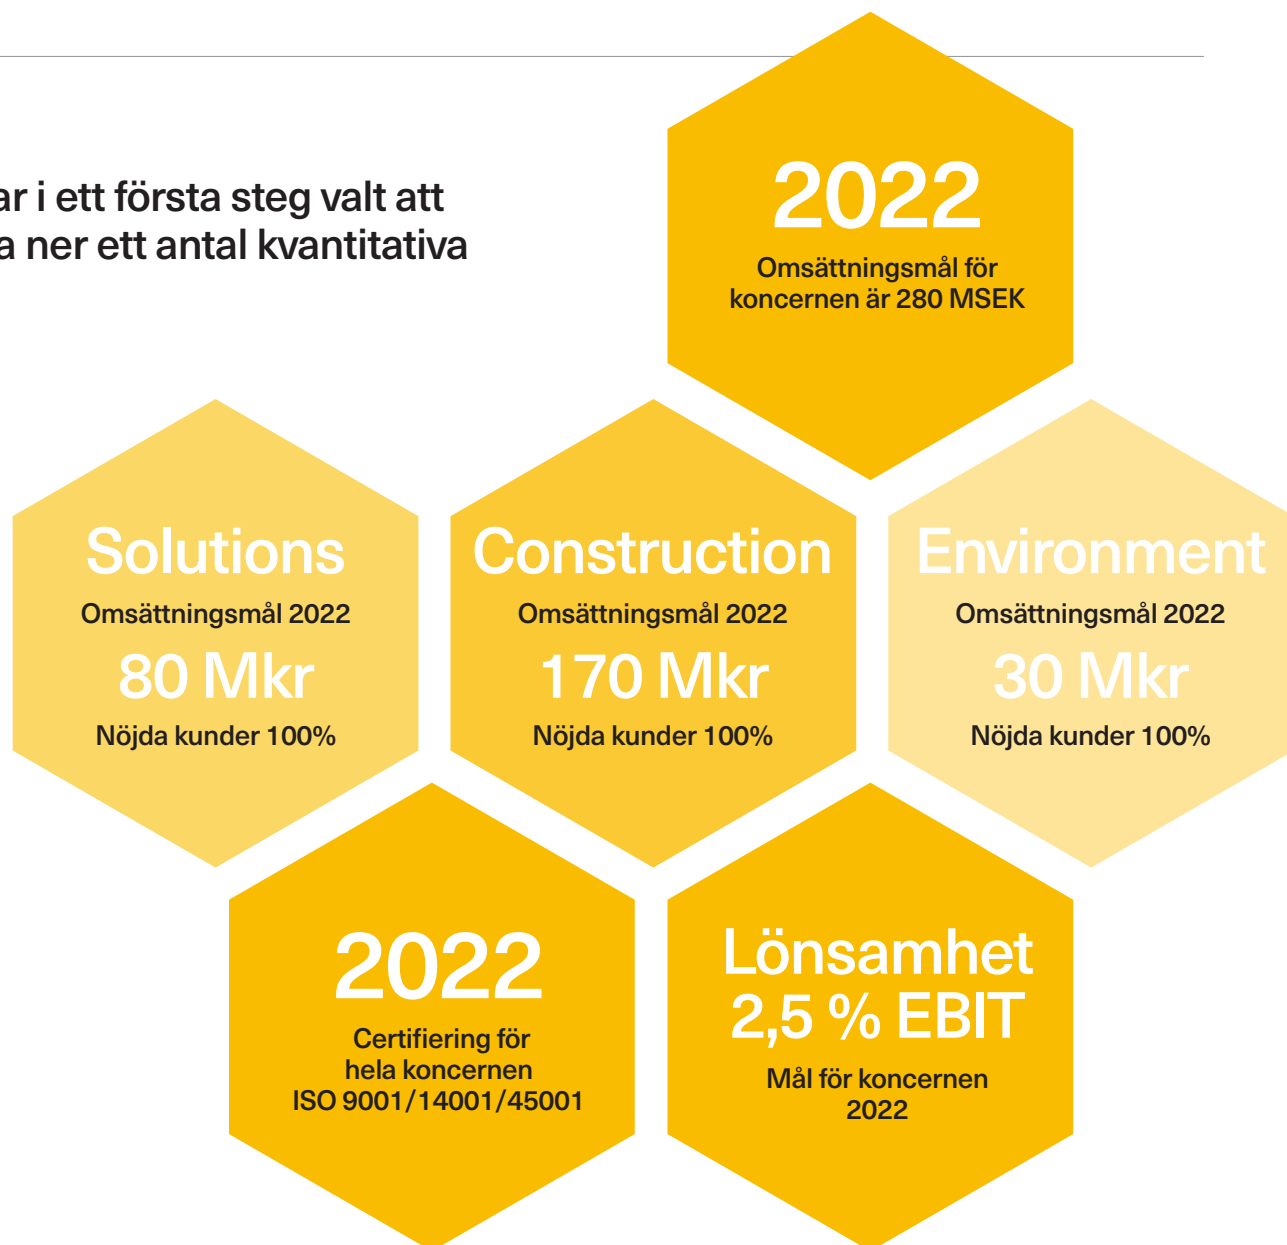 ar i ett första steg valt att
a ner ett antal kvantitativa
2022
Omsättningsmål för
koncernen är 280 MSEK
Solutions
Omsättningsmål 2022
80 Mkr
Nöjda kunder 100%
Construction
Omsättningsmål 2022
170 Mkr
Nöjda kunder 100%
Environment
Omsättningsmål 2022
30 Mkr
Nöjda kunder 100%
2022
Certifiering för
hela koncernen
ISO 9001/14001/45001
Lönsamhet
2,5 % EBIT
Mål för koncernen
2022